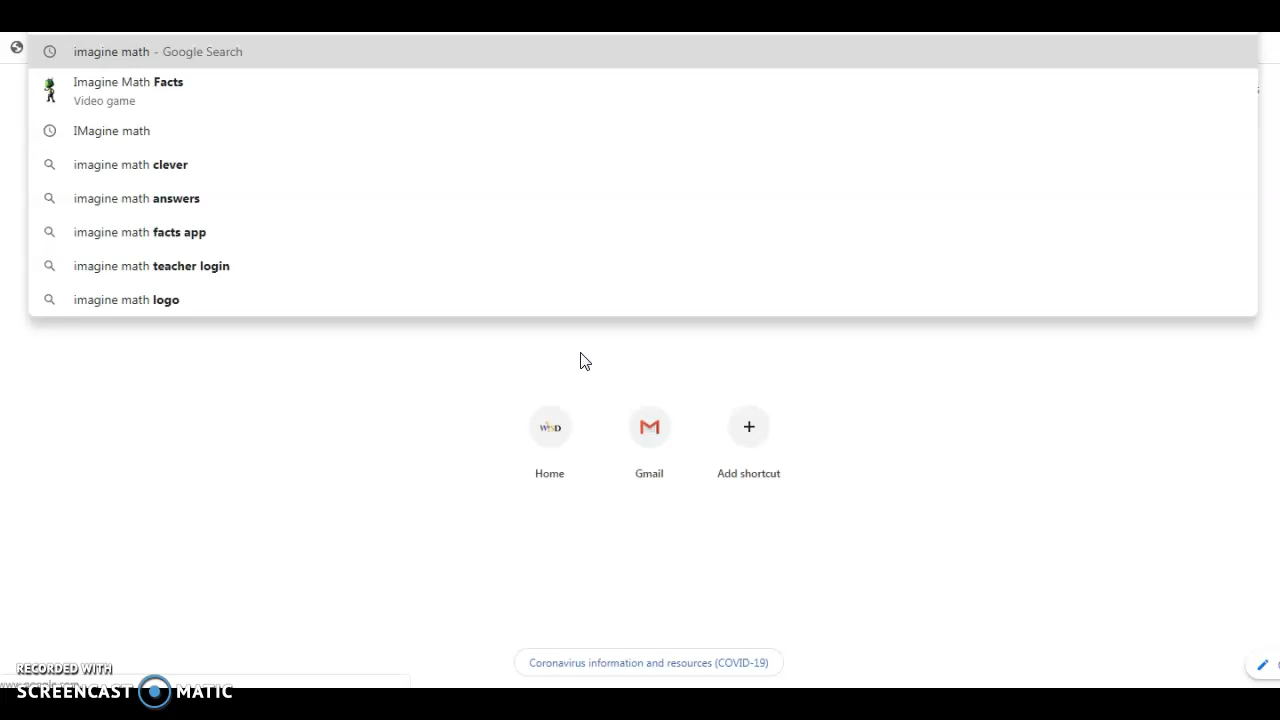 imagine math - Google Search
Imagine Math Facts
Video game
IMagine math
imagine math clever
imagine math answers
imagine math facts app
imagine math teacher login
imagine math logo
WISD
Home
Gmail
Add shortcut
Coronavirus information and resources (COVID-19)
RECORDED WITH
SCREENCAST MATIC